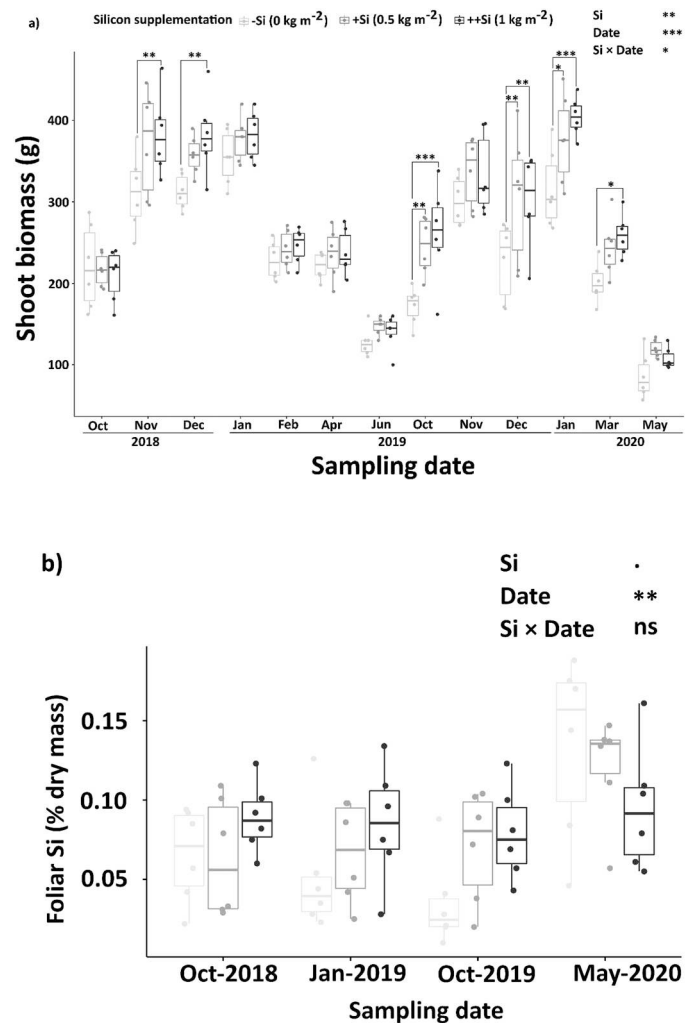 a)
Silicon supplementation -Si (0 kg m⁻²) +Si (0.5 kg m⁻²) ++Si (1 kg m⁻²)
Si **
Date ***
Si × Date *
** ** *** ** ** ** *** * *
Shoot biomass (g)
400
300
200
100
Oct Nov Dec Jan Feb Apr Jun Oct Nov Dec Jan Mar May
2018 2019 2020
Sampling date
b)
Si .
Date **
Si × Date ns
Foliar Si (% dry mass)
0.15
0.10
0.05
Oct-2018 Jan-2019 Oct-2019 May-2020
Sampling date